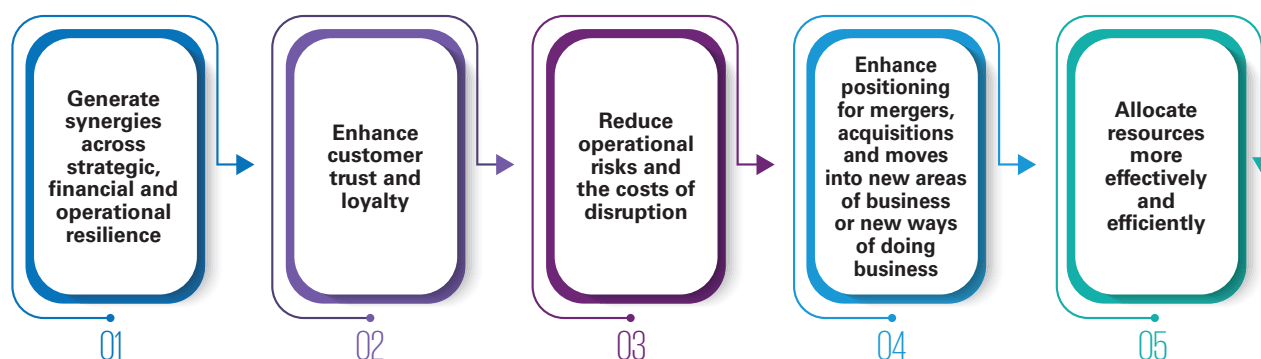 Generate
synergies
across
strategic,
financial and
operational
resilience
01
Enhance
customer
trust and
loyalty
02
Reduce
operational
risks and
the costs of
disruption
03
Enhance
positioning
for mergers,
acquisitions
and moves
into new areas
of business
or new ways
of doing
business
04
Allocate
resources
more
effectively
and
efficiently
05